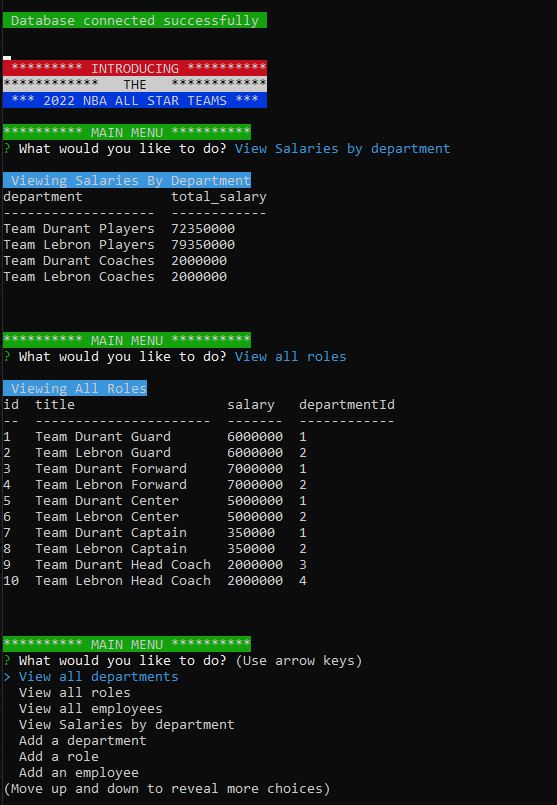 Database connected successfully
********* INTRODUCING **********
************   THE   ************
*** 2022 NBA ALL STAR TEAMS ***
********** MAIN MENU **********
? What would you like to do? View Salaries by department
Viewing Salaries By Department
department           total_salary
-------------------  ------------
Team Durant Players  72350000
Team Lebron Players  79350000
Team Durant Coaches  2000000
Team Lebron Coaches  2000000
********** MAIN MENU **********
? What would you like to do? View all roles
Viewing All Roles
id  title                   salary   departmentId
--  ----------------------  -------  ------------
1   Team Durant Guard       6000000  1
2   Team Lebron Guard       6000000  2
3   Team Durant Forward     7000000  1
4   Team Lebron Forward     7000000  2
5   Team Durant Center      5000000  1
6   Team Lebron Center      5000000  2
7   Team Durant Captain     350000   1
8   Team Lebron Captain     350000   2
9   Team Durant Head Coach  2000000  3
10  Team Lebron Head Coach  2000000  4
********** MAIN MENU **********
? What would you like to do? (Use arrow keys)
> View all departments
  View all roles
  View all employees
  View Salaries by department
  Add a department
  Add a role
  Add an employee
(Move up and down to reveal more choices)